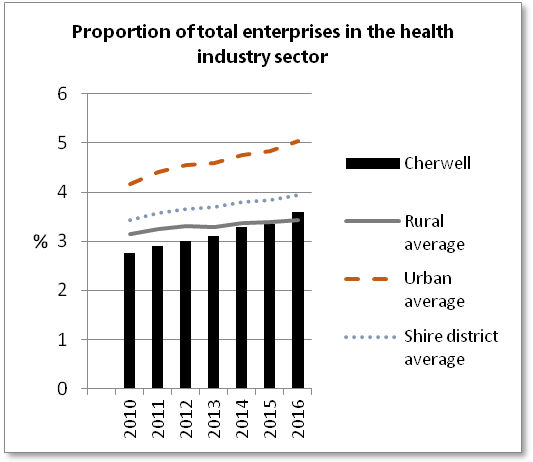 Proportion of total enterprises in the health
industry sector
6
5
4
3
2
1
0
%
2010
2011
2012
2013
2014
2015
2016
Cherwell
Rural
average
Urban
average
Shire district
average